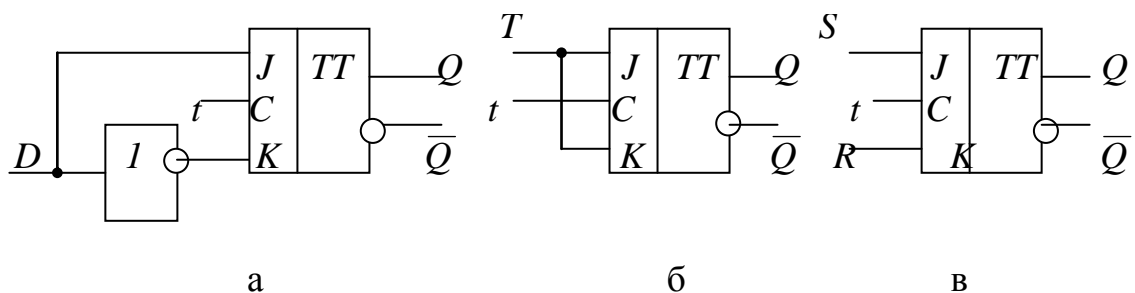 T S
J TT Q J TT Q J TT Q
t C t C t C
D 1 K Q̅ K Q̅ R K Q̅
а б в